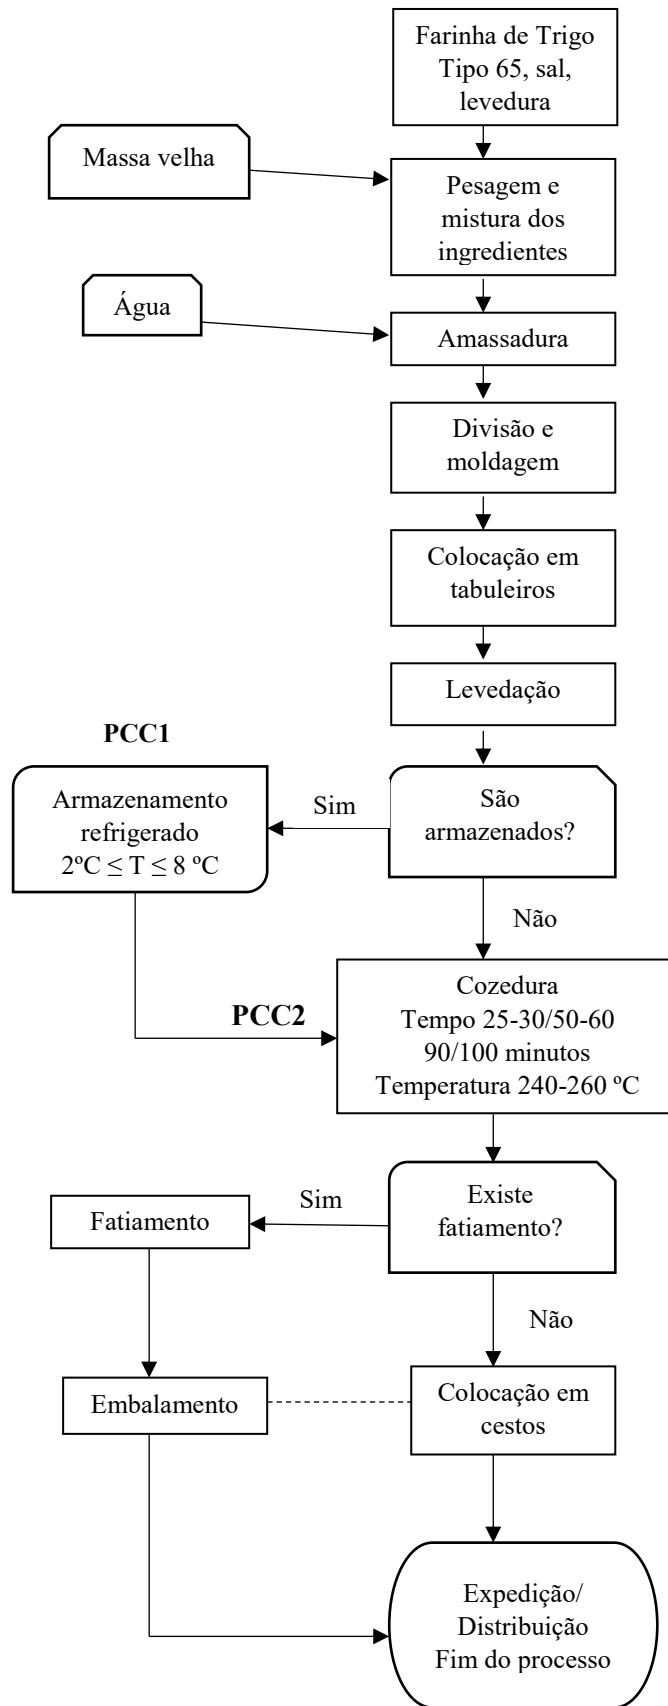 Farinha de Trigo
Tipo 65, sal,
levedura
Massa velha
Pesagem e
mistura dos
ingredientes
Água
Amassadura
Divisão e
moldagem
Colocação em
tabuleiros
Levedação
PCC1
Armazenamento
refrigerado
2ºC ≤ T ≤ 8 ºC
Sim
São
armazenados?
Não
PCC2
Cozedura
Tempo 25-30/50-60
90/100 minutos
Temperatura 240-260 ºC
Fatiamento
Sim
Existe
fatiamento?
Não
Embalamento
Colocação em
cestos
Expedição/
Distribuição
Fim do processo